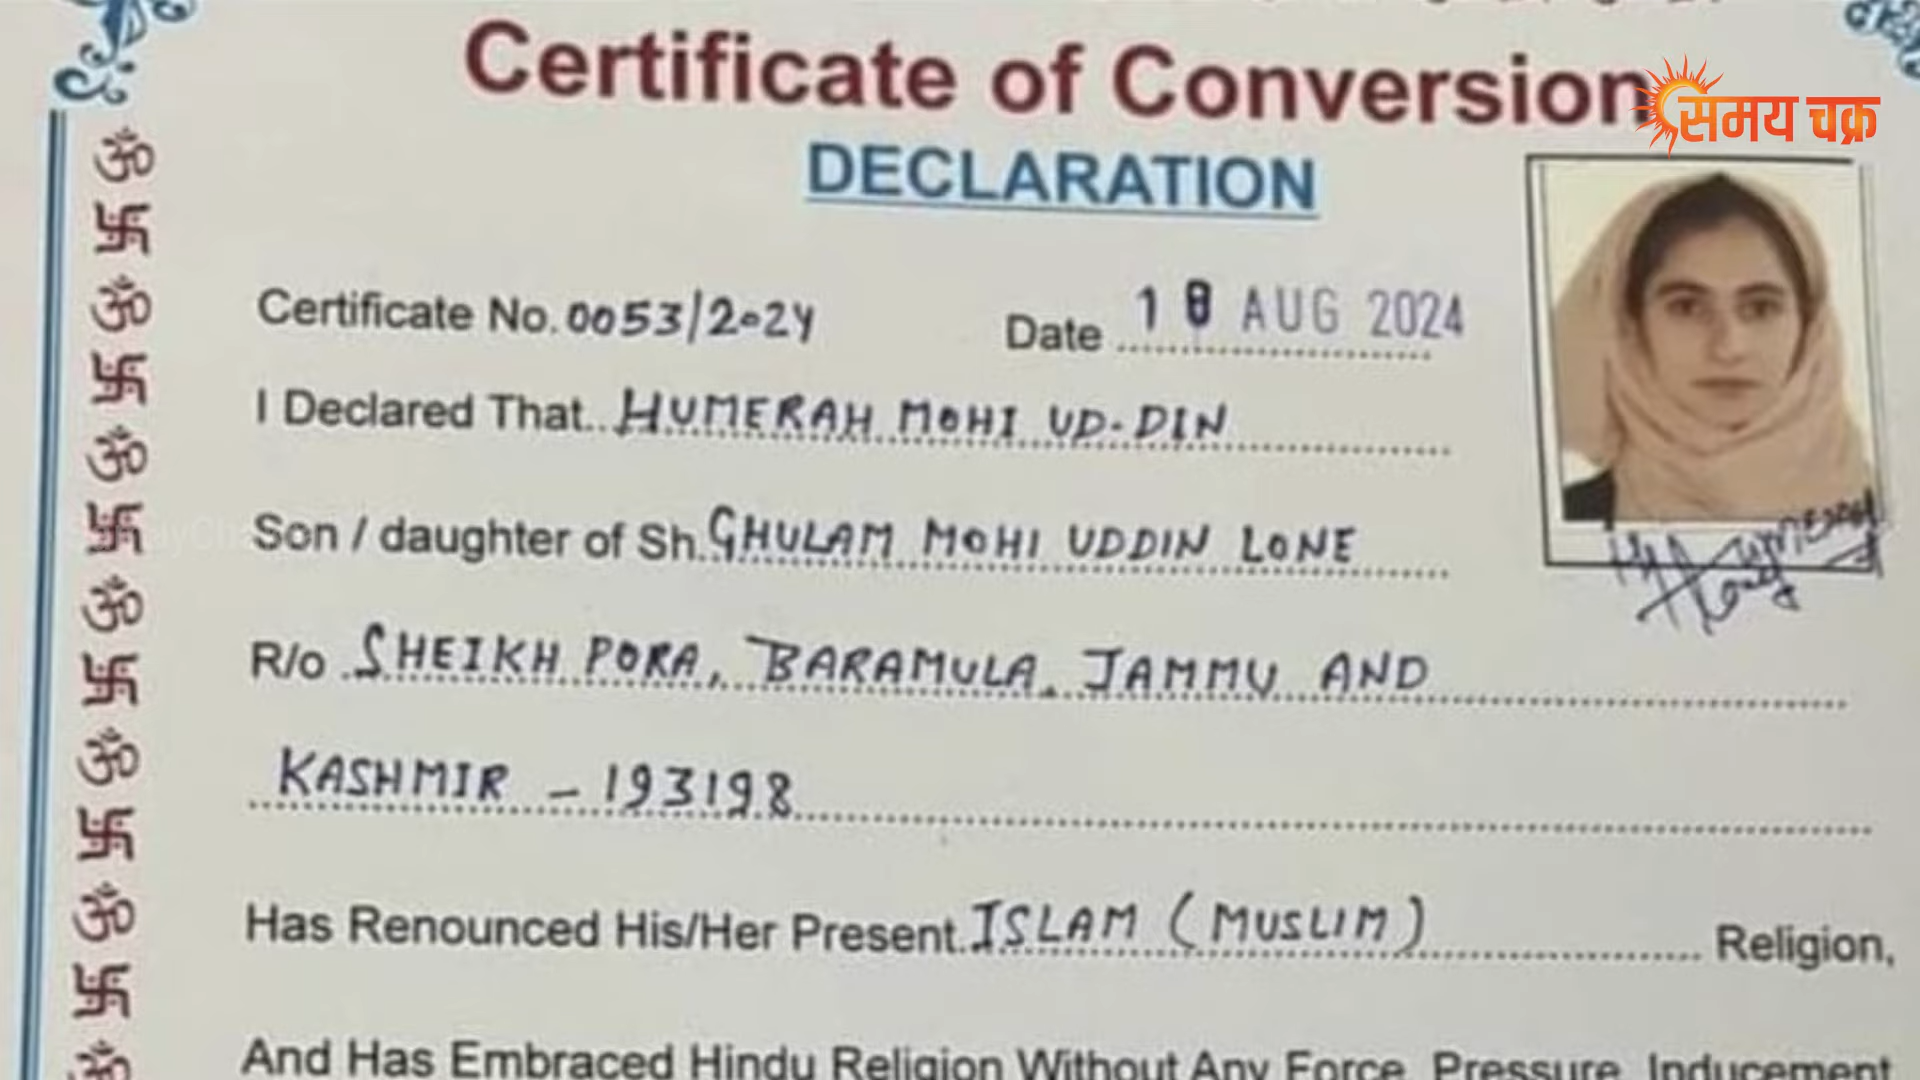 Certificate of Conversion
समय चक्र
DECLARATION
Certificate No. 0053/2024
Date 18 AUG 2024
I Declared That HUMERAH MOHI UD-DIN
Son / daughter of Sh. GHULAM MOHI UDDIN LONE
R/o SHEIKH PORA, BARAMULA, JAMMU AND
KASHMIR - 193198
Has Renounced His/Her Present ISLAM (MUSLIM) Religion,
And Has Embraced Hindu Religion Without Any Force, Pressure, Inducement